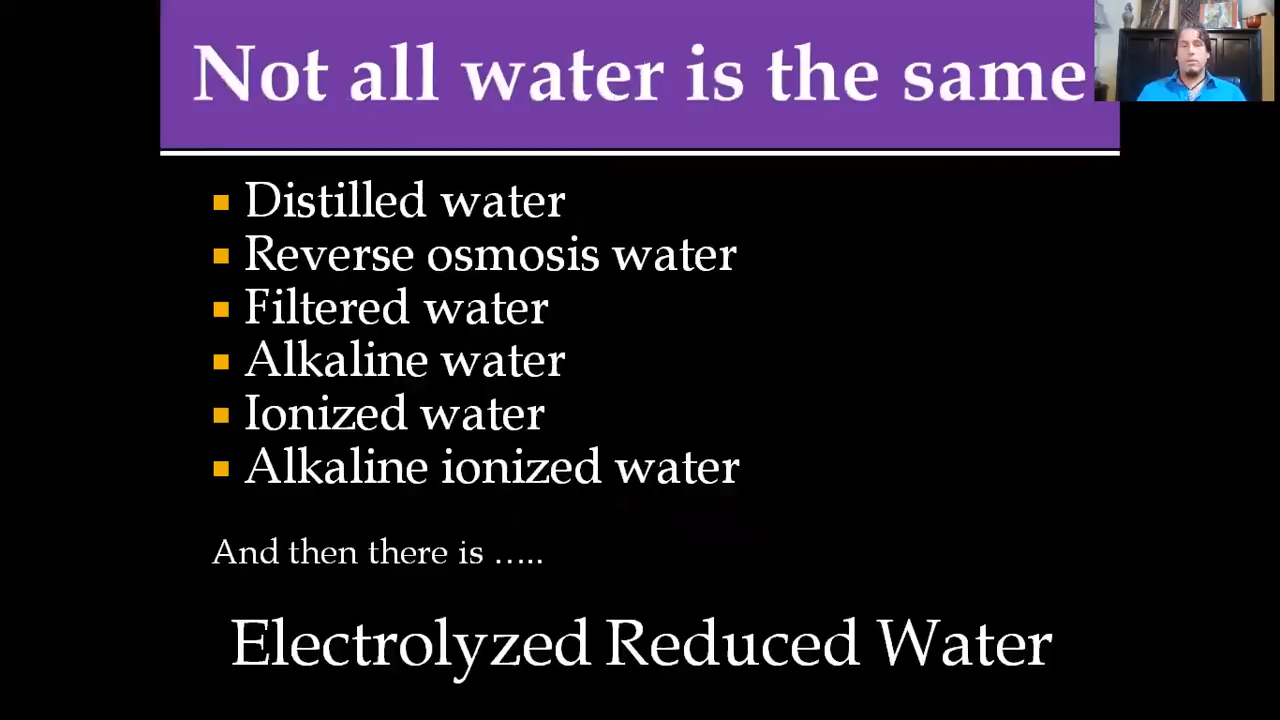 Not all water is the same
Distilled water
Reverse osmosis water
Filtered water
Alkaline water
Ionized water
Alkaline ionized water
And then there is …..
Electrolyzed Reduced Water